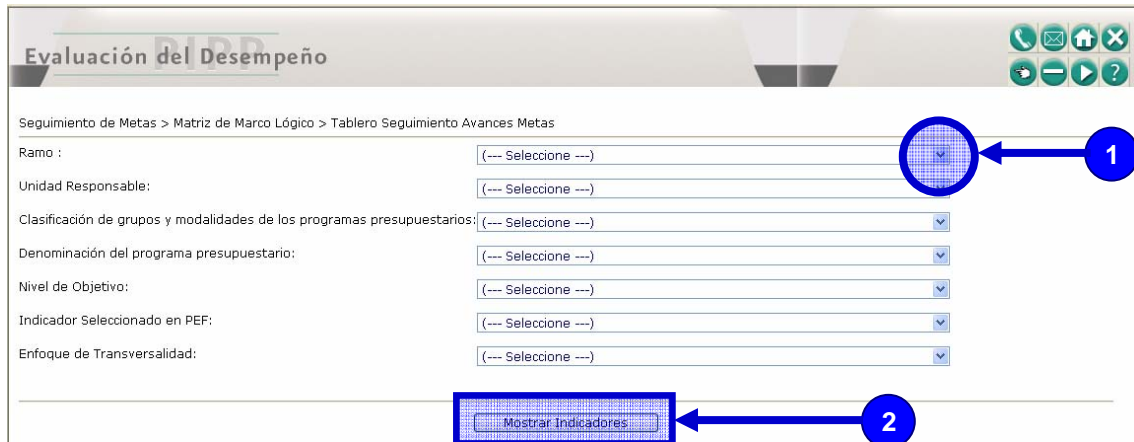 PIPP
Evaluación del Desempeño
Seguimiento de Metas > Matriz de Marco Lógico > Tablero Seguimiento Avances Metas
Ramo : (--- Seleccione ---)
1
Unidad Responsable: (--- Seleccione ---)
Clasificación de grupos y modalidades de los programas presupuestarios: (--- Seleccione ---)
Denominación del programa presupuestario: (--- Seleccione ---)
Nivel de Objetivo: (--- Seleccione ---)
Indicador Seleccionado en PEF: (--- Seleccione ---)
Enfoque de Transversalidad: (--- Seleccione ---)
Mostrar Indicadores
2